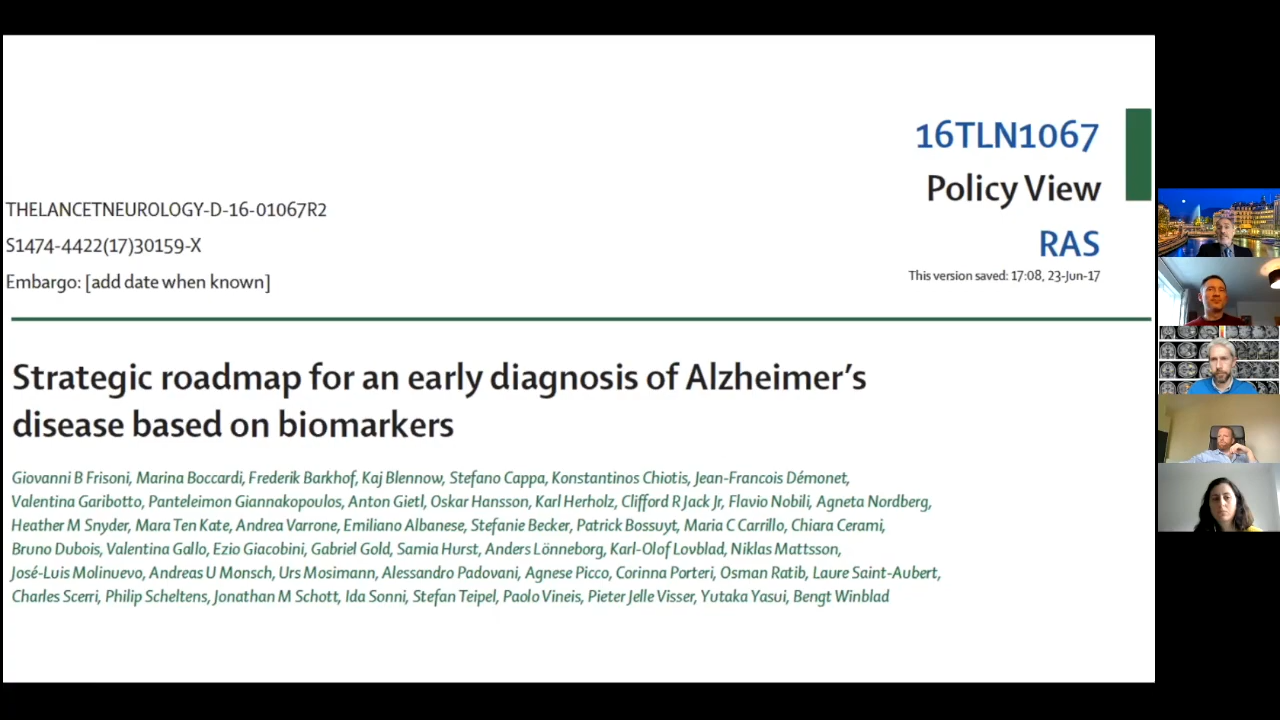 16TLN1067
Policy View
THELANCETNEUROLOGY-D-16-01067R2
S1474-4422(17)30159-X
RAS
Embargo: [add date when known]
This version saved: 17:08, 23-Jun-17
Strategic roadmap for an early diagnosis of Alzheimer’s
disease based on biomarkers
Giovanni B Frisoni, Marina Boccardi, Frederik Barkhof, Kaj Blennow, Stefano Cappa, Konstantinos Chiotis, Jean-Francois Démonet,
Valentina Garibotto, Panteleimon Giannakopoulos, Anton Gietl, Oskar Hansson, Karl Herholz, Clifford R Jack Jr, Flavio Nobili, Agneta Nordberg,
Heather M Snyder, Mara Ten Kate, Andrea Varrone, Emiliano Albanese, Stefanie Becker, Patrick Bossuyt, Maria C Carrillo, Chiara Cerami,
Bruno Dubois, Valentina Gallo, Ezio Giacobini, Gabriel Gold, Samia Hurst, Anders Lönneborg, Karl-Olof Lovblad, Niklas Mattsson,
José-Luis Molinuevo, Andreas U Monsch, Urs Mosimann, Alessandro Padovani, Agnese Picco, Corinna Porteri, Osman Ratib, Laure Saint-Aubert,
Charles Scerri, Philip Scheltens, Jonathan M Schott, Ida Sonni, Stefan Teipel, Paolo Vineis, Pieter Jelle Visser, Yutaka Yasui, Bengt Winblad